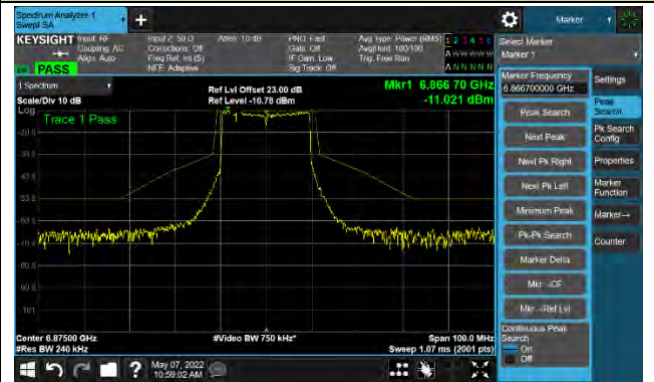 Spectrum Analyzer 1
Swept SA
Marker
KEYSIGHT Input: RF
Coupling: AC
Align: Auto
Input Z: 50 Ω
Corrections: Off
Freq Ref: Int (S)
NFE: Adaptive
Atten: 10 dB
PNO: Fast
Gate: Off
IF Gain: Low
Sig Track: Off
Avg Type: Power (RMS)
Avg|Hold: 100/100
Trig: Free Run
1 2 3 4 5 6
A W W W W W
A N N N N N
PASS
Select Marker
Marker 1
1 Spectrum
Scale/Div 10 dB
Ref Lvl Offset 23.00 dB
Ref Level -10.78 dBm
Mkr1 6.866 70 GHz
-11.021 dBm
Log
Trace 1 Pass
Marker Frequency
6.866700000 GHz
Peak Search
Next Peak
Next Pk Right
Next Pk Left
Minimum Peak
Pk-Pk Search
Marker Delta
Mkr→CF
Mkr→Ref Lvl
Continuous Peak
Search
On
Off
Settings
Peak
Search
Pk Search
Config
Properties
Marker
Function
Marker→
Counter
Center 6.87500 GHz
#Res BW 240 kHz
#Video BW 750 kHz*
Span 100.0 MHz
Sweep 1.07 ms (2001 pts)
May 07, 2022
10:59:02 AM